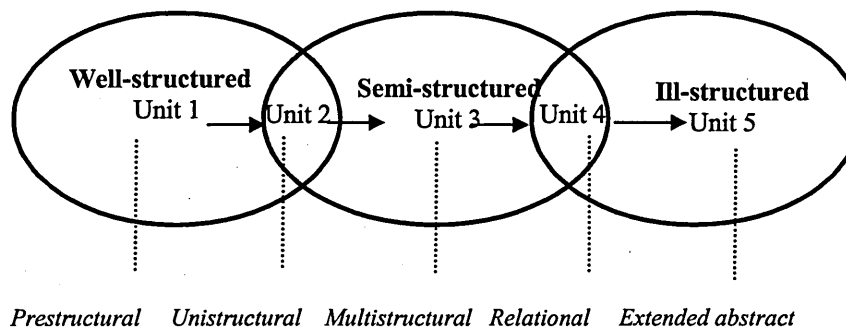 Well-structured Semi-structured Ill-structured
Unit 1 Unit 2 Unit 3 Unit 4 Unit 5
Prestructural Unistructural Multistructural Relational Extended abstract